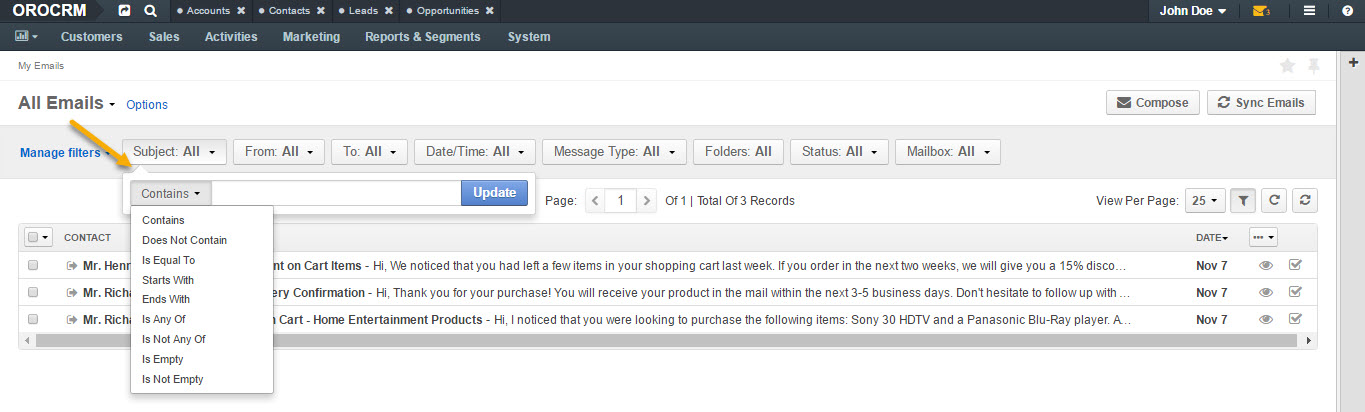 OROCRM Accounts × Contacts × Leads × Opportunities × John Doe 3 ?
Customers Sales Activities Marketing Reports & Segments System
My Emails
All Emails Options Compose Sync Emails
Manage filters Subject: All From: All To: All Date/Time: All Message Type: All Folders: All Status: All Mailbox: All
Contains Update Page: < 1 > Of 1 | Total Of 3 Records View Per Page: 25
Contains
Does Not Contain
Is Equal To
Starts With
Ends With
Is Any Of
Is Not Any Of
Is Empty
Is Not Empty
CONTACT DATE ...
Mr. Henr nt on Cart Items - Hi, We noticed that you had left a few items in your shopping cart last week. If you order in the next two weeks, we will give you a 15% disco... Nov 7
Mr. Richa ery Confirmation - Hi, Thank you for your purchase! You will receive your product in the mail within the next 3-5 business days. Don't hesitate to follow up with ... Nov 7
Mr. Richa n Cart - Home Entertainment Products - Hi, I noticed that you were looking to purchase the following items: Sony 30 HDTV and a Panasonic Blu-Ray player. A... Nov 7